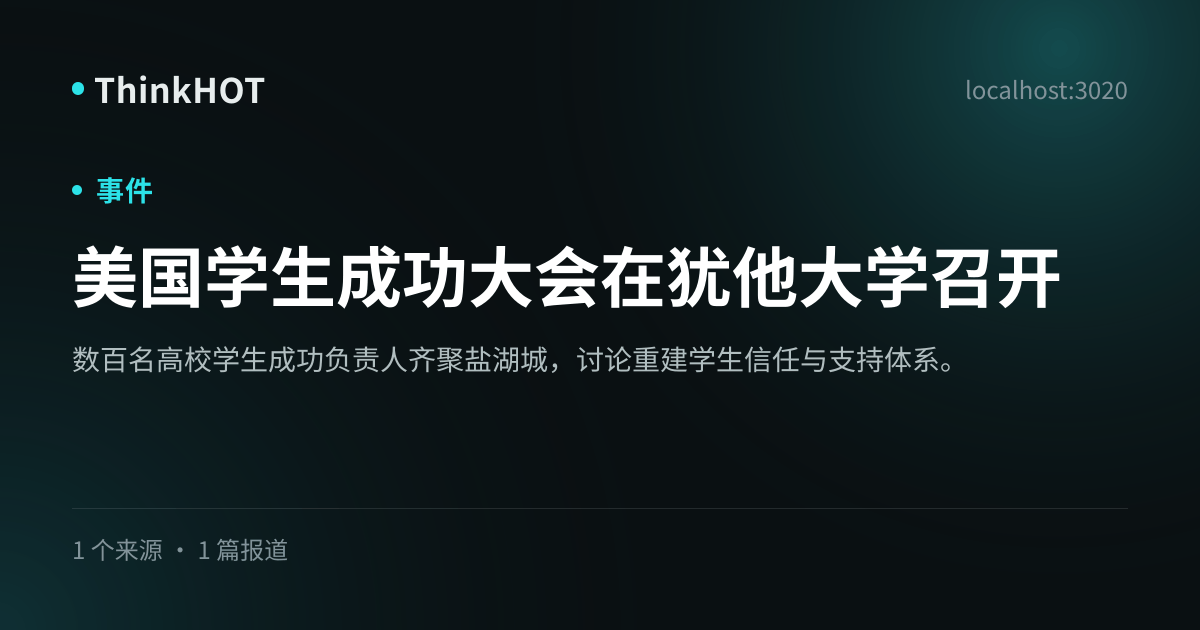 ThinkHOT
localhost:3020
事件
美国学生成功大会在犹他大学召开
数百名高校学生成功负责人齐聚盐湖城，讨论重建学生信任与支持体系。
1 个来源 · 1 篇报道